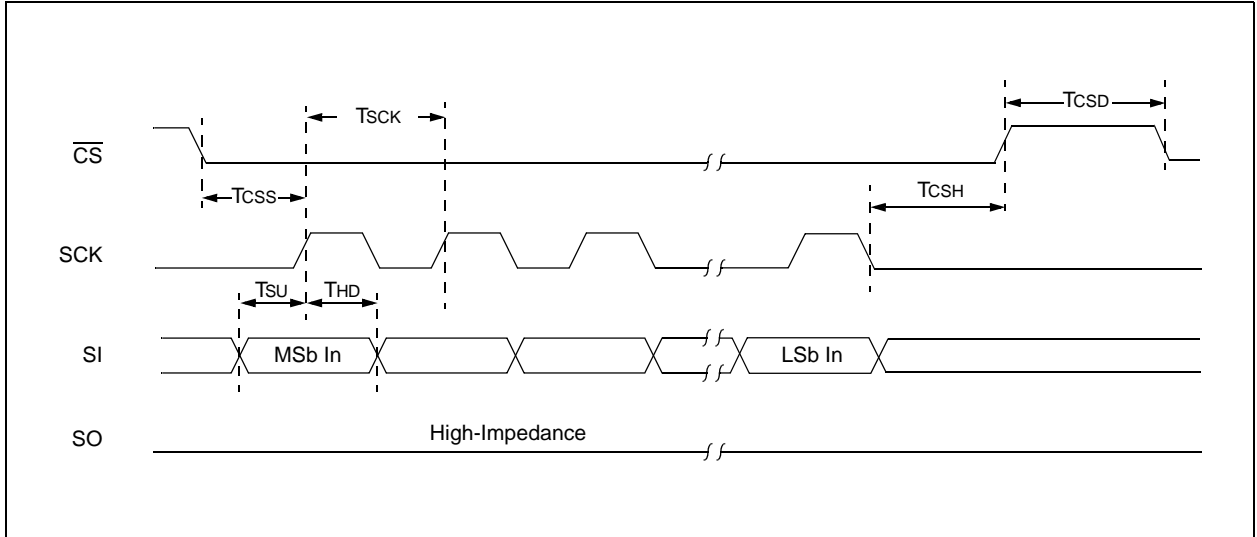 TCSD
TSCK
CS
TCSH
TCSS
SCK
TSU
THD
SI
MSb In
LSb In
SO
High-Impedance